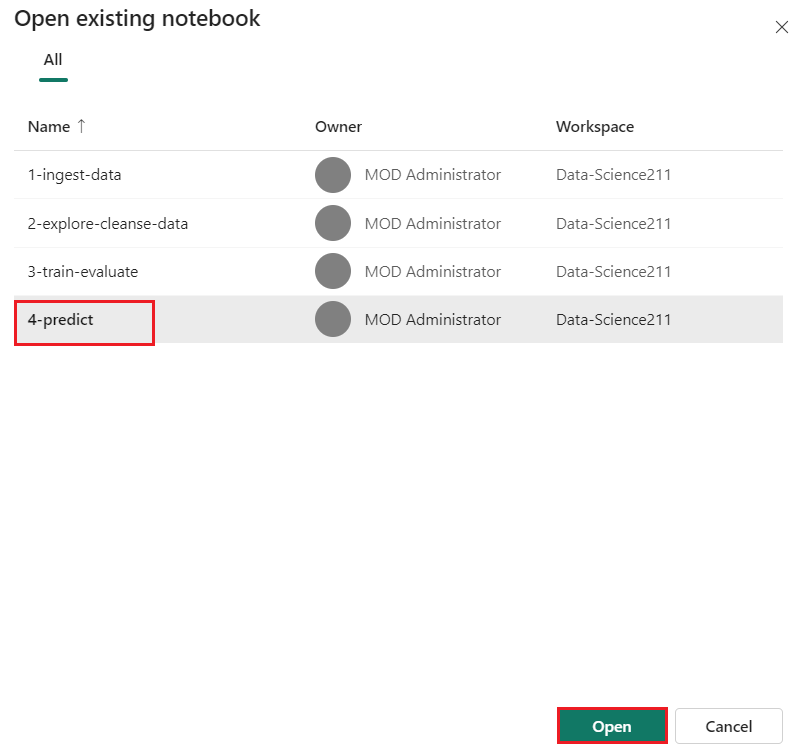 Open existing notebook
All
Name ↑ Owner Workspace
1-ingest-data MOD Administrator Data-Science211
2-explore-cleanse-data MOD Administrator Data-Science211
3-train-evaluate MOD Administrator Data-Science211
4-predict MOD Administrator Data-Science211
Open Cancel